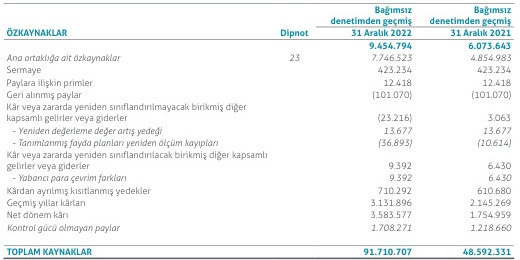 Bağımsız Bağımsız
denetimden geçmiş denetimden geçmiş
ÖZKAYNAKLAR Dipnot 31 Aralık 2022 31 Aralık 2021
9.454.794 6.073.643
Ana ortaklığa ait özkaynaklar 23 7.746.523 4.854.983
Sermaye 423.234 423.234
Paylara ilişkin primler 12.418 12.418
Geri alınmış paylar (101.070) (101.070)
Kâr veya zararda yeniden sınıflandırılmayacak birikmiş diğer
kapsamlı gelirler veya giderler (23.216) 3.063
- Yeniden değerleme değer artış yedeği 13.677 13.677
- Tanımlanmış fayda planları yeniden ölçüm kayıpları (36.893) (10.614)
Kâr veya zararda yeniden sınıflandırılacak birikmiş diğer kapsamlı
gelirler veya giderler 9.392 6.430
- Yabancı para çevrim farkları 9.392 6.430
Kârdan ayrılmış kısıtlanmış yedekler 710.292 610.680
Geçmiş yıllar kârları 3.131.896 2.145.269
Net dönem kârı 3.583.577 1.754.959
Kontrol gücü olmayan paylar 1.708.271 1.218.660
TOPLAM KAYNAKLAR 91.710.707 48.592.331